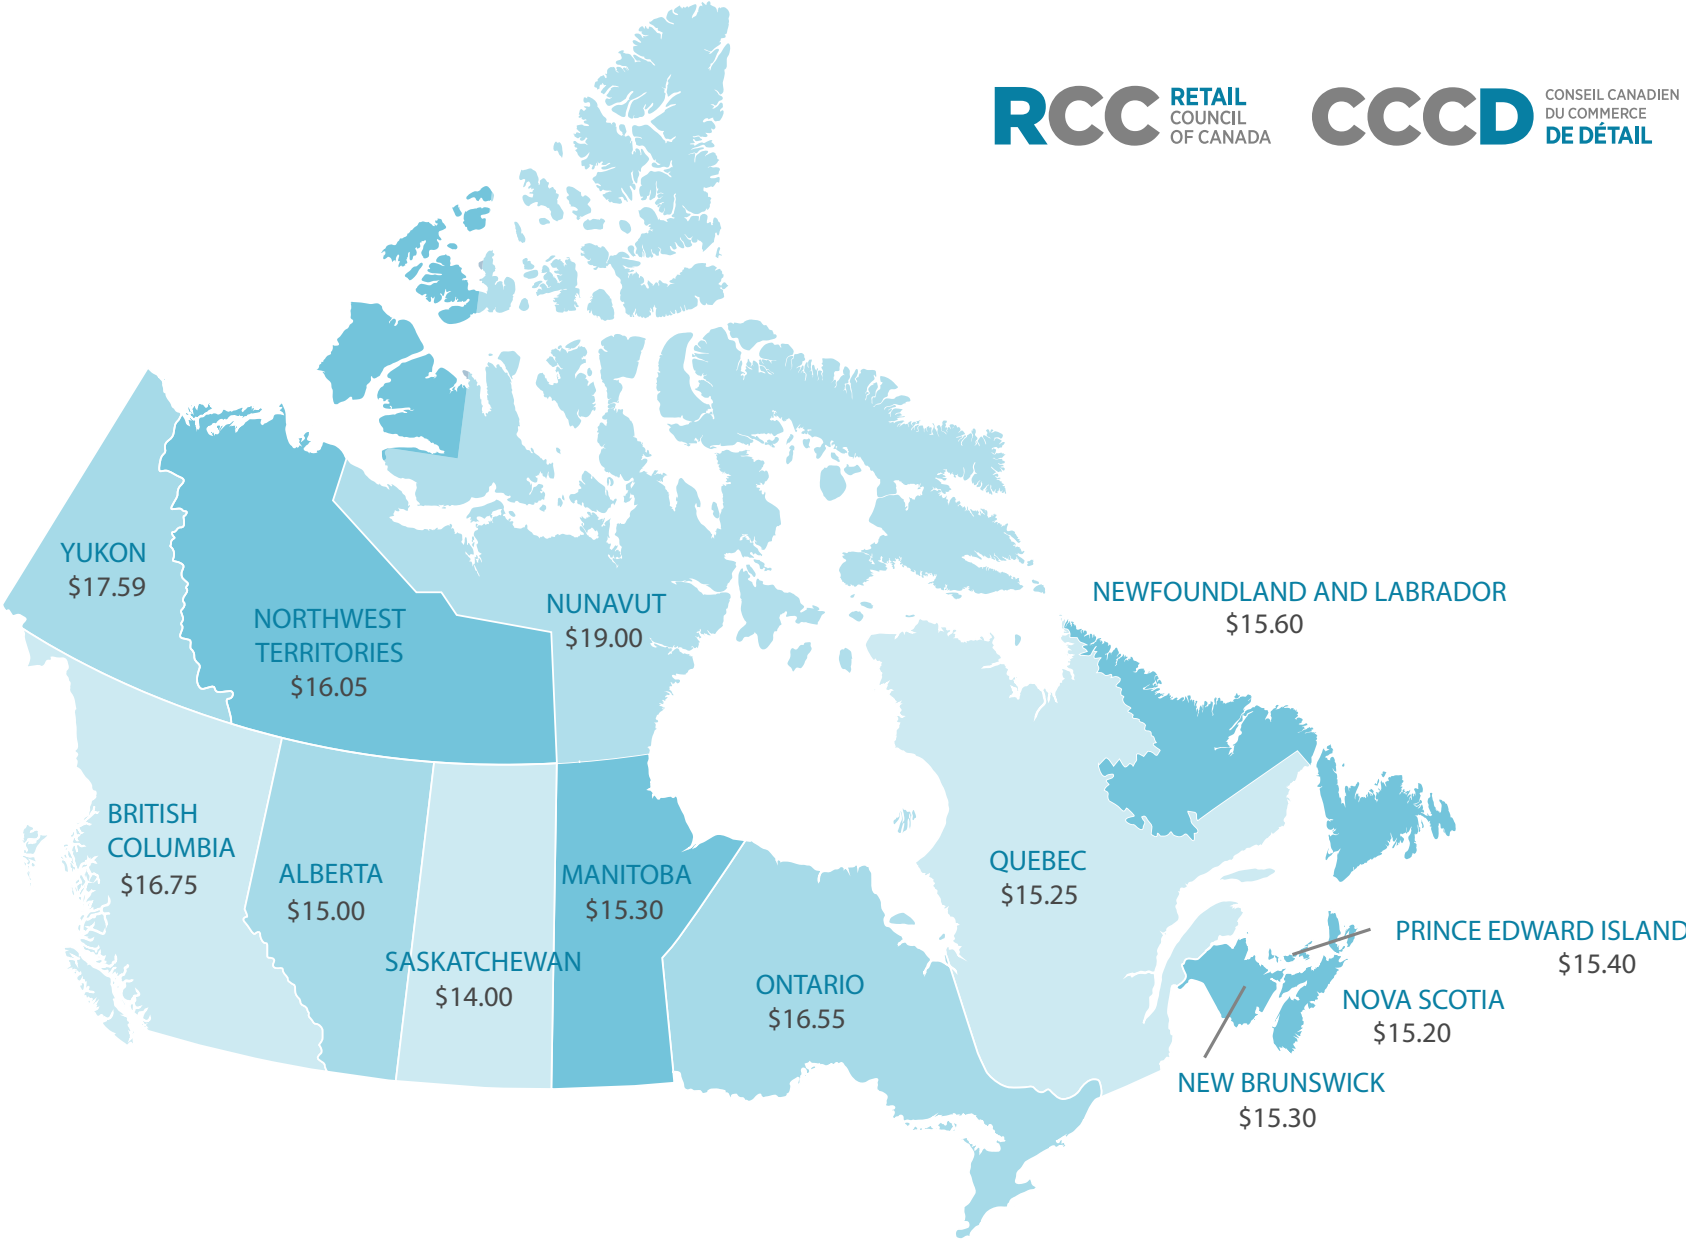 RCC RETAIL
COUNCIL
OF CANADA
CCCD CONSEIL CANADIEN
DU COMMERCE
DE DÉTAIL
YUKON
$17.59
NORTHWEST
TERRITORIES
$16.05
NUNAVUT
$19.00
NEWFOUNDLAND AND LABRADOR
$15.60
BRITISH
COLUMBIA
$16.75
ALBERTA
$15.00
SASKATCHEWAN
$14.00
MANITOBA
$15.30
ONTARIO
$16.55
QUEBEC
$15.25
PRINCE EDWARD ISLAND
$15.40
NOVA SCOTIA
$15.20
NEW BRUNSWICK
$15.30